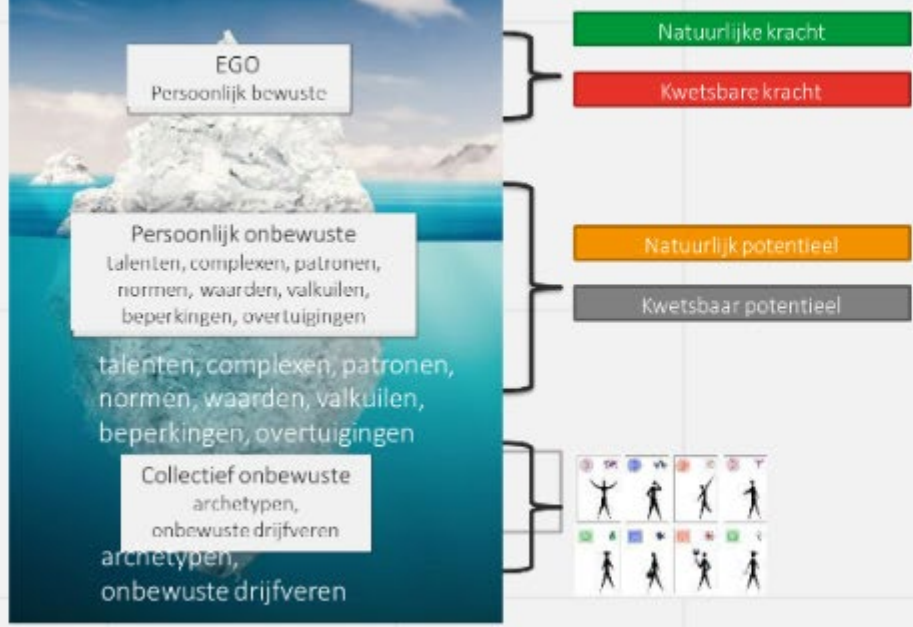 EGO
Persoonlijk bewuste
Natuurlijke kracht
Kwetsbare kracht
Persoonlijk onbewuste
talenten, complexen, patronen,
normen, waarden, valkuilen,
beperkingen, overtuigingen
Natuurlijk potentieel
Kwetsbaar potentieel
talenten, complexen, patronen,
normen, waarden, valkuilen,
beperkingen, overtuigingen
Collectief onbewuste
archetypen,
onbewuste drijfveren
archetypen,
onbewuste drijfveren